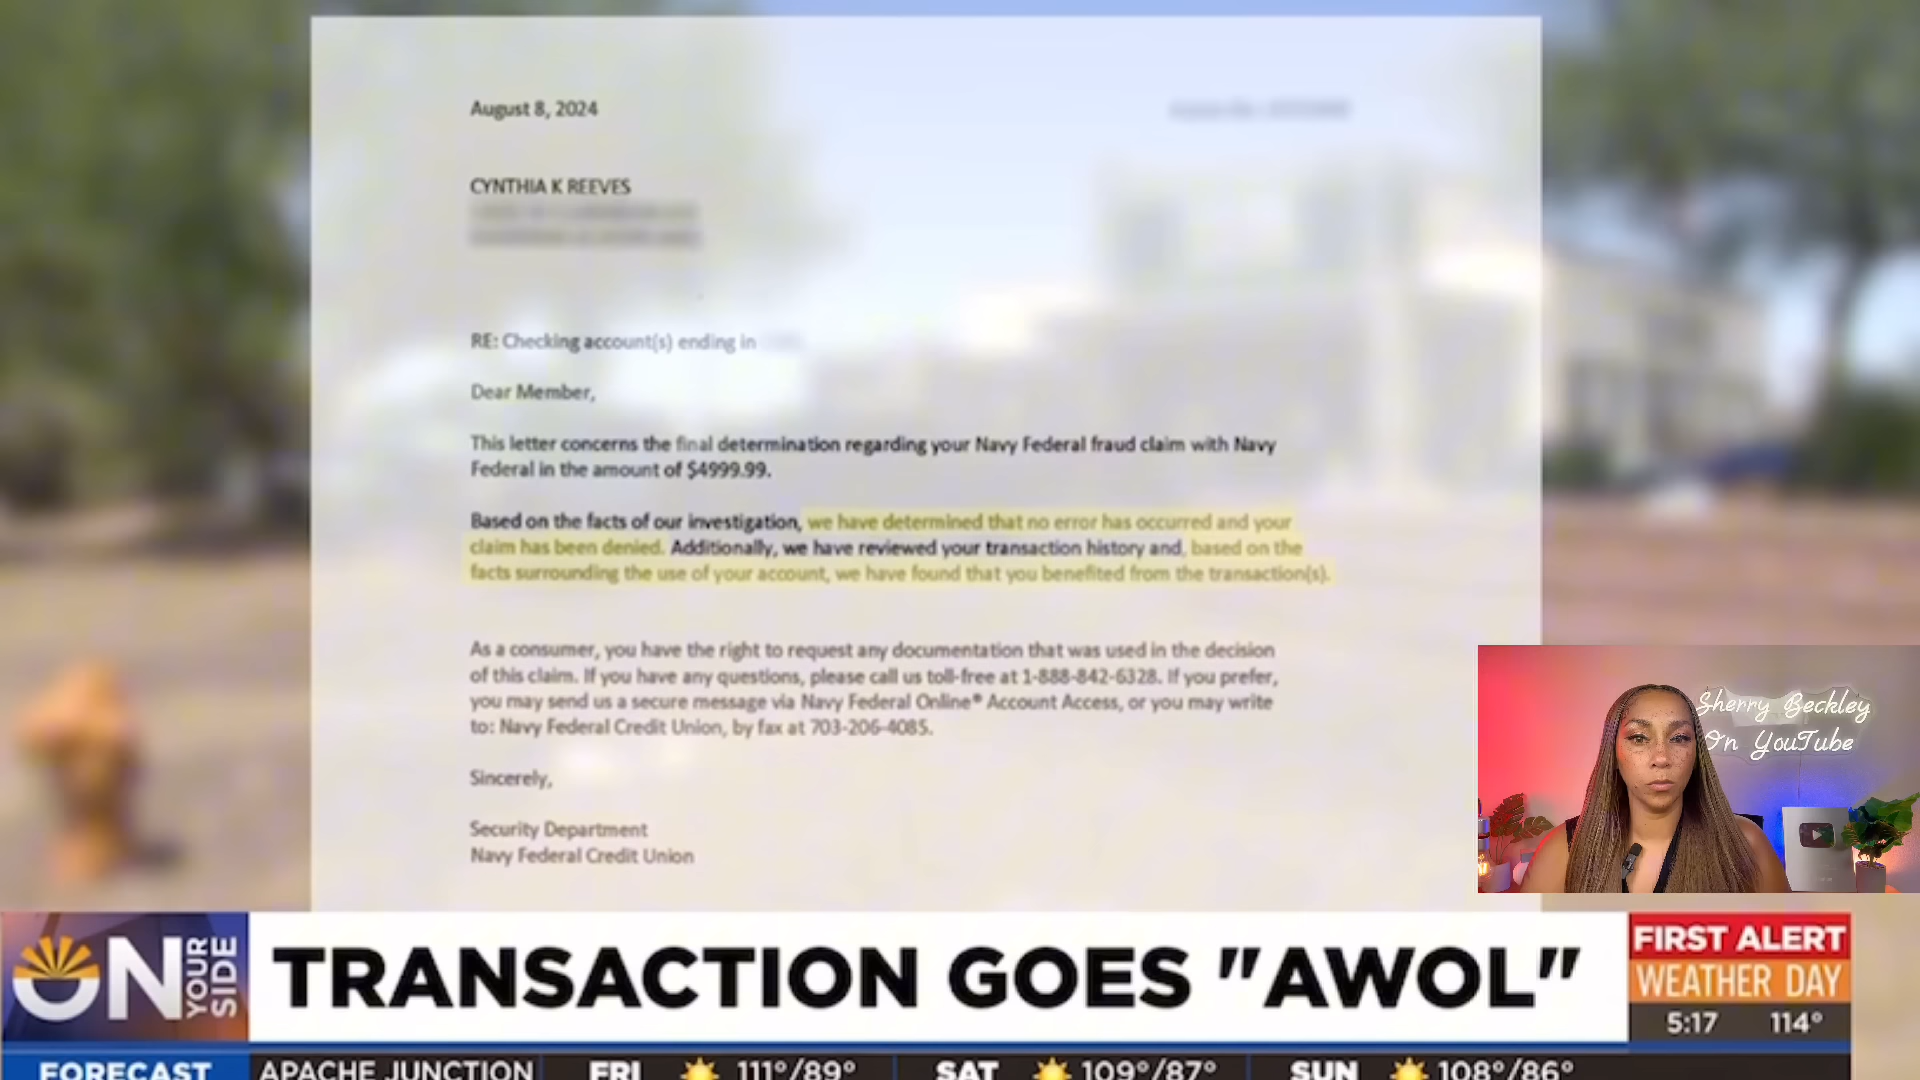 August 8, 2024
CYNTHIA K REEVES
RE: Checking account(s) ending in
Dear Member,
This letter concerns the final determination regarding your Navy Federal fraud claim with Navy
Federal in the amount of $4999.99.
Based on the facts of our investigation, we have determined that no error has occurred and your
claim has been denied. Additionally, we have reviewed your transaction history and, based on the
facts surrounding the use of your account, we have found that you benefited from the transaction(s).
As a consumer, you have the right to request any documentation that was used in the decision
of this claim. If you have any questions, please call us toll-free at 1-888-842-6328. If you prefer,
you may send us a secure message via Navy Federal Online® Account Access, or you may write
to: Navy Federal Credit Union, by fax at 703-206-4085.
Sincerely,
Security Department
Navy Federal Credit Union
Sherry Beckley
On YouTube
ON YOUR SIDE
TRANSACTION GOES "AWOL"
FIRST ALERT
WEATHER DAY
5:17 114°
FORECAST APACHE JUNCTION FRI 111°/89° SAT 109°/87° SUN 108°/86°